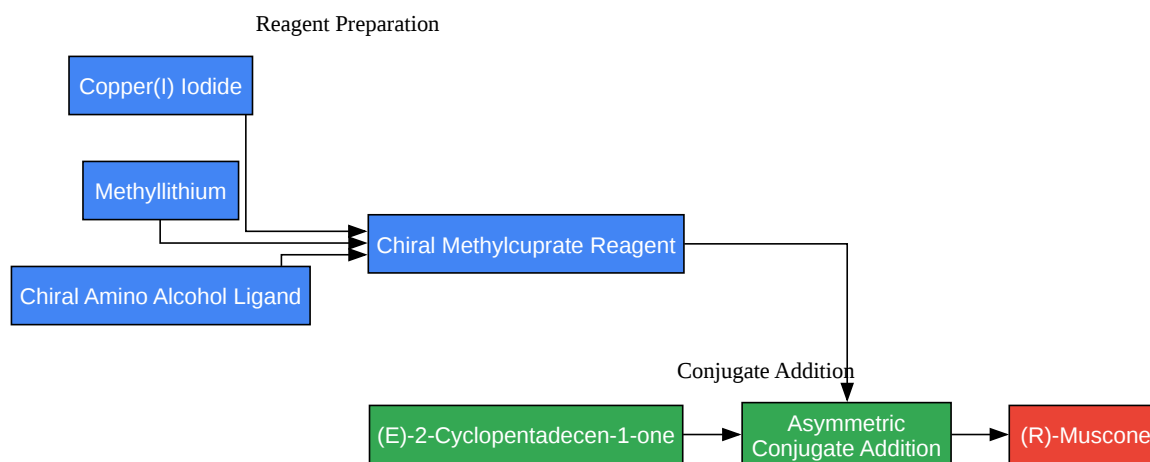 Reagent Preparation
Copper(I) Iodide
Methyllithium
Chiral Methylcuprate Reagent
Chiral Amino Alcohol Ligand
Conjugate Addition
(E)-2-Cyclopentadecen-1-one
Asymmetric
Conjugate Addition
(R)-Muscone